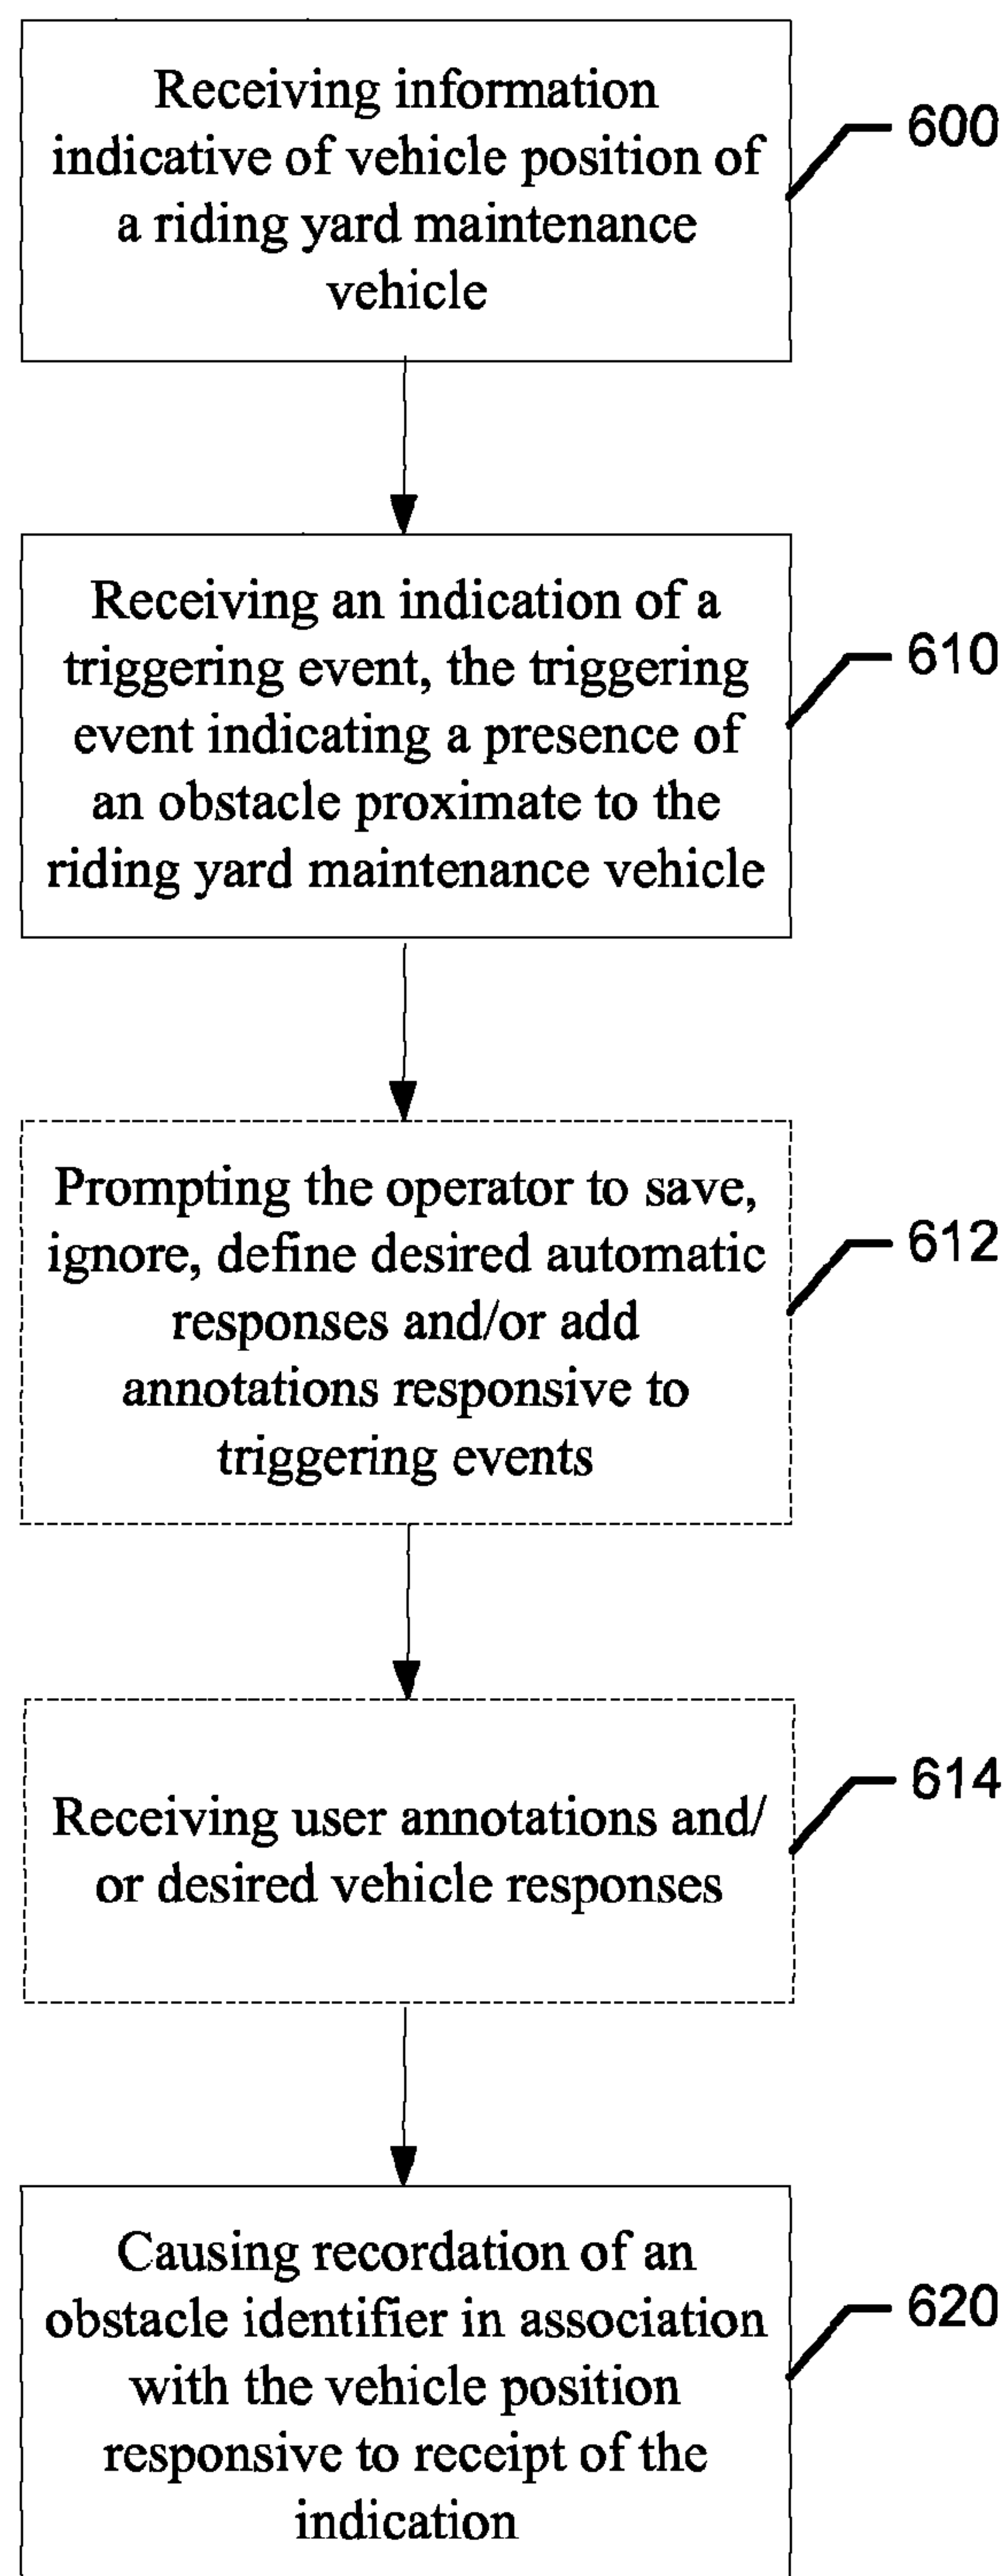 Receiving information
indicative of vehicle position of
a riding yard maintenance
vehicle
600
Receiving an indication of a
triggering event, the triggering
event indicating a presence of
an obstacle proximate to the
riding yard maintenance vehicle
610
Prompting the operator to save,
ignore, define desired automatic
responses and/or add
annotations responsive to
triggering events
612
Receiving user annotations and/
or desired vehicle responses
614
Causing recordation of an
obstacle identifier in association
with the vehicle position
responsive to receipt of the
indication
620